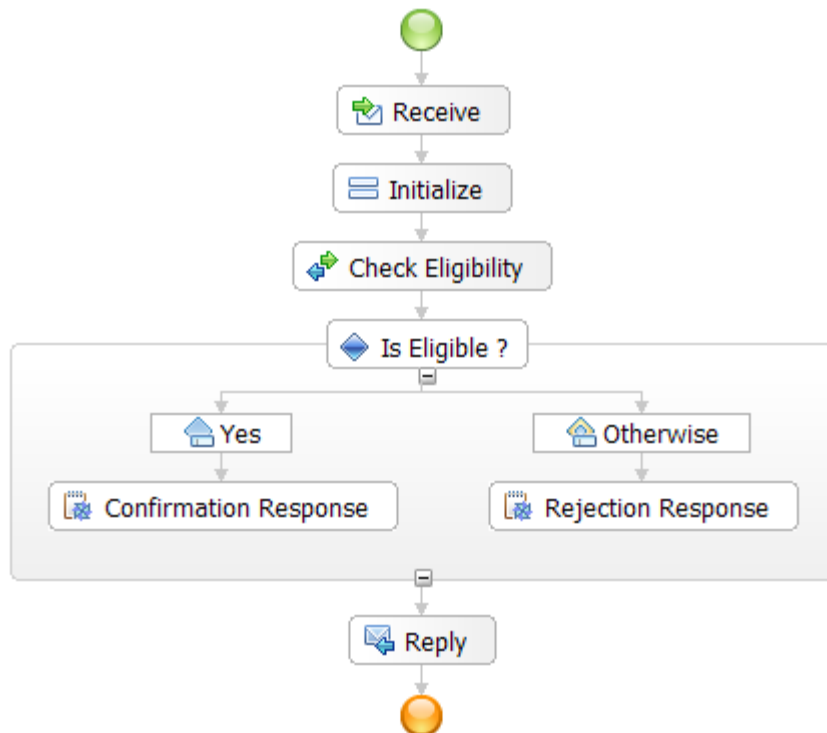 Receive
Initialize
Check Eligibility
Is Eligible ?
Yes
Otherwise
Confirmation Response
Rejection Response
Reply